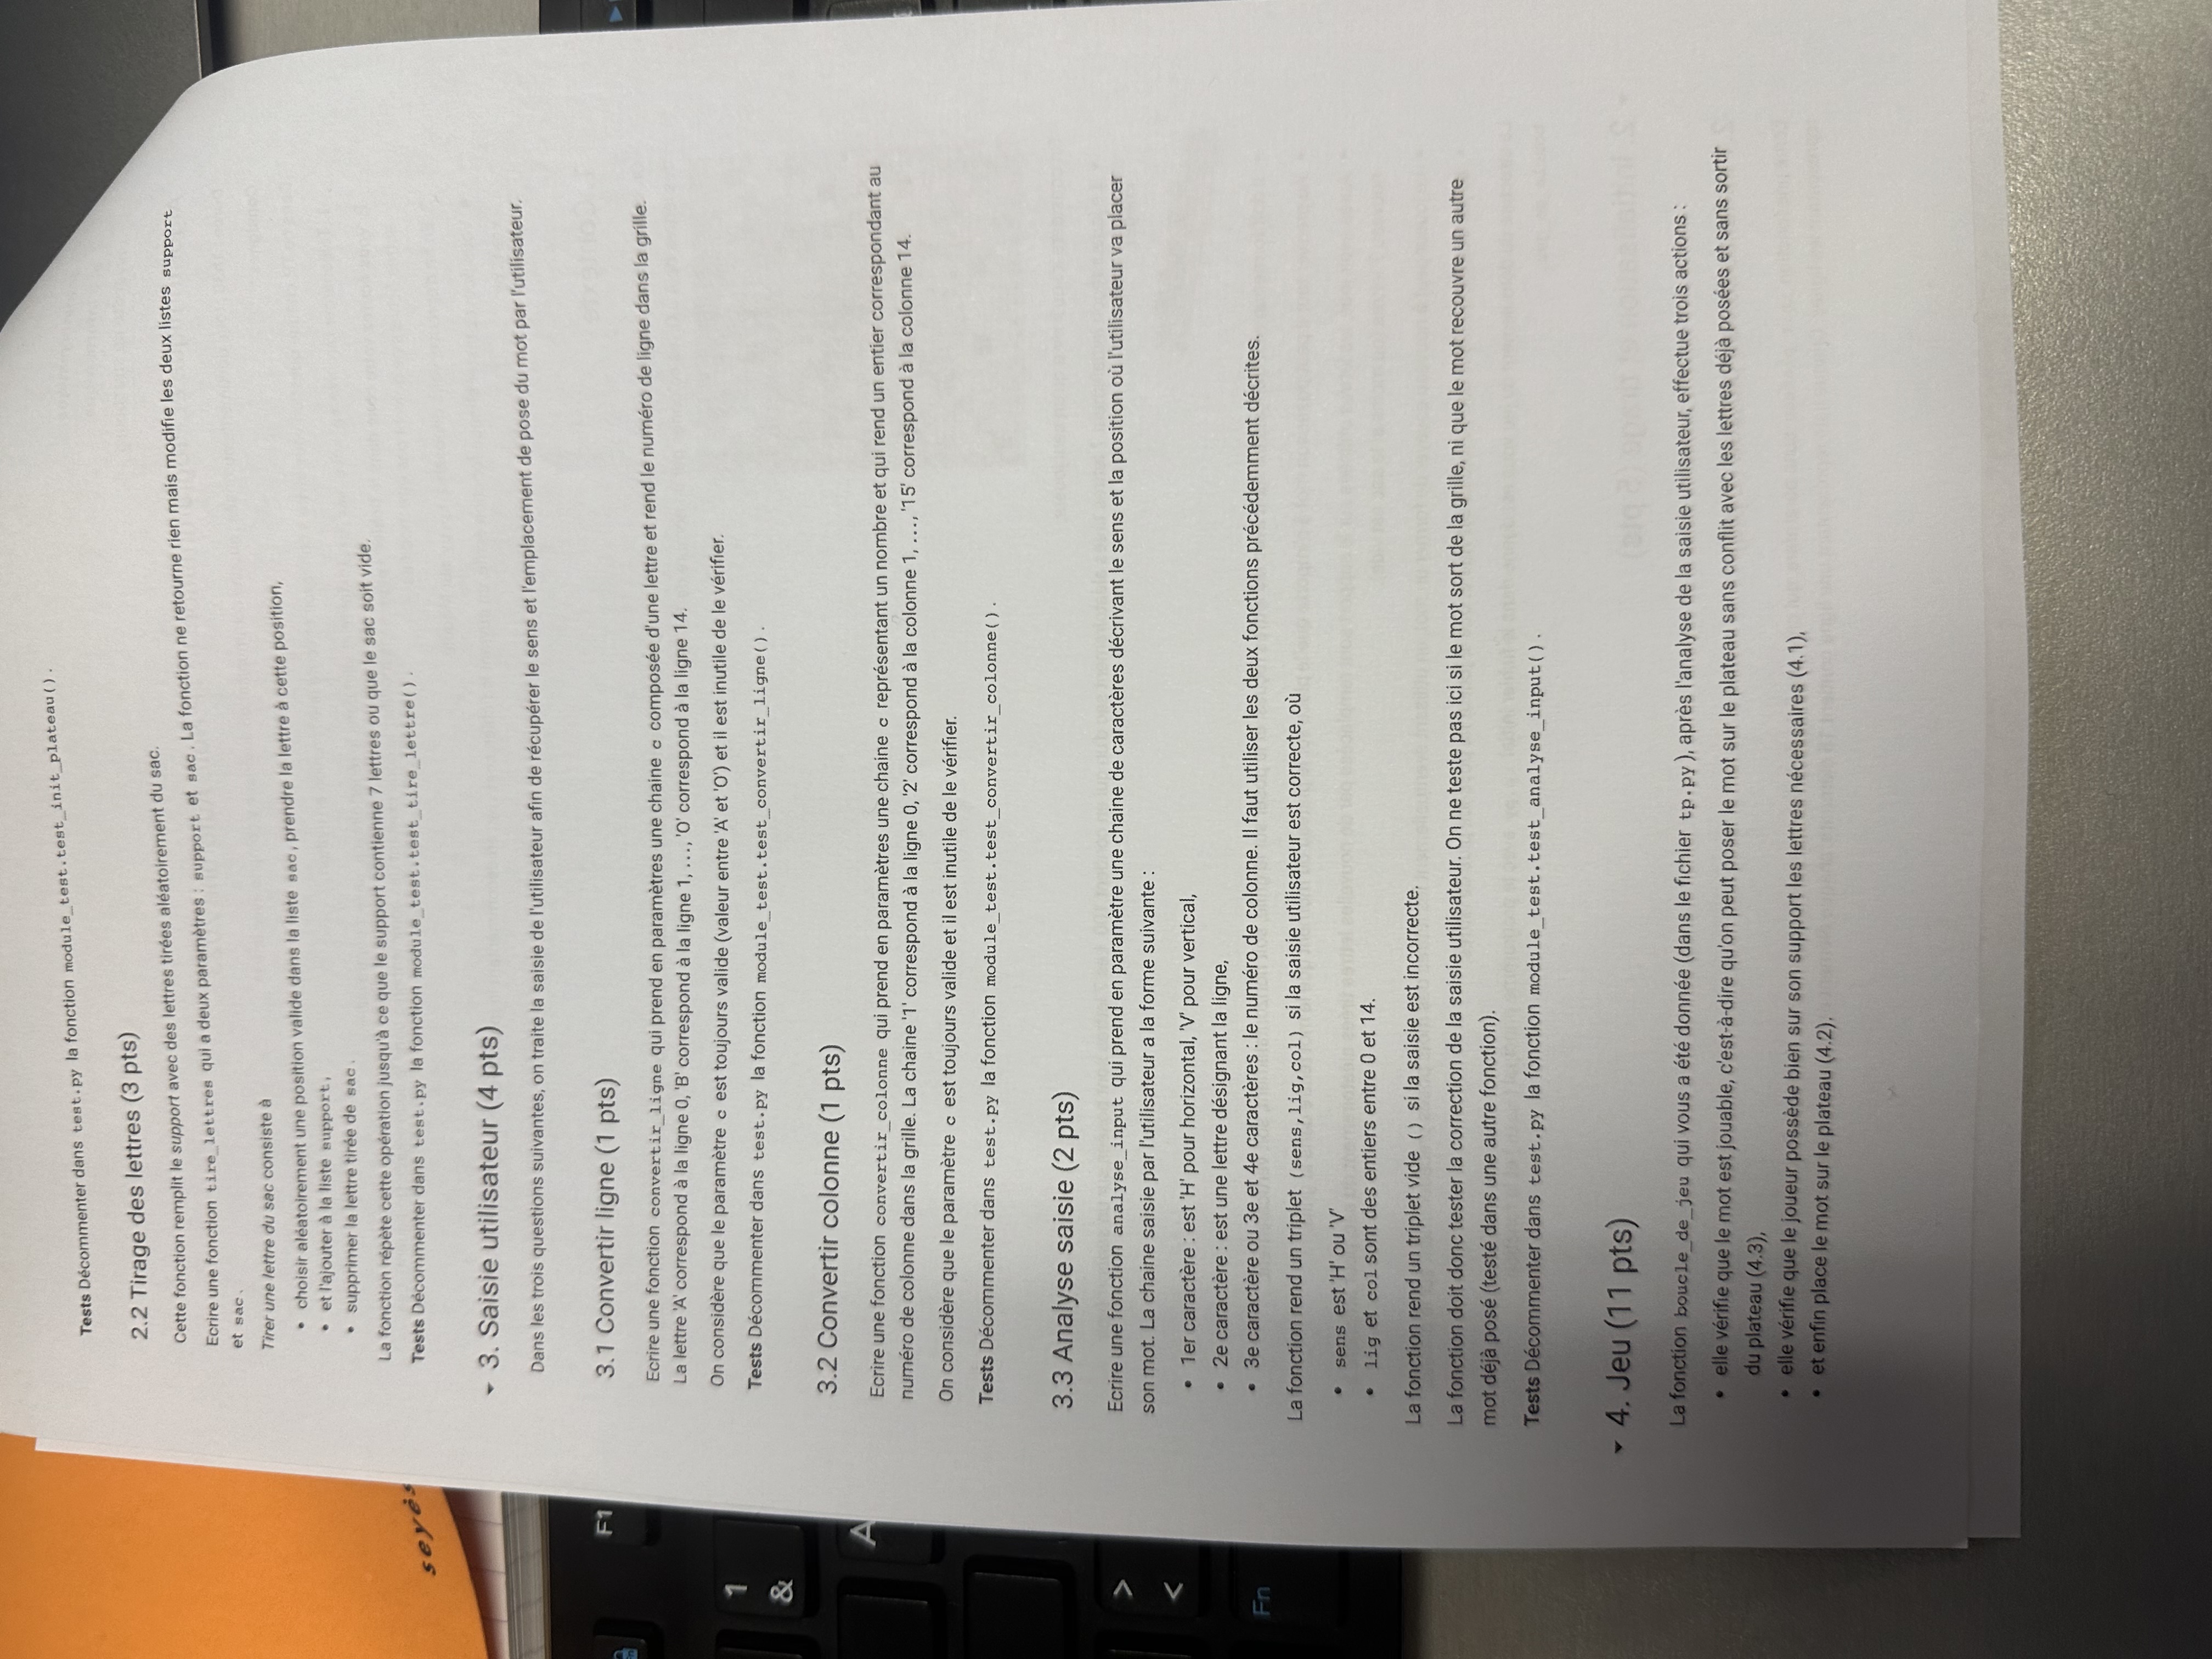 Tests Décommenter dans test.py la fonction module_test.test_init_plateau().
2.2 Tirage des lettres (3 pts)
Cette fonction remplit le support avec des lettres tirées aléatoirement du sac.
Ecrire une fonction tire_lettres qui a deux paramètres : support et sac. La fonction ne retourne rien mais modifie les deux listes support
et sac.
Tirer une lettre du sac consiste à
• choisir aléatoirement une position valide dans la liste sac, prendre la lettre à cette position,
• et l'ajouter à la liste support,
• supprimer la lettre tirée de sac.
La fonction répète cette opération jusqu'à ce que le support contienne 7 lettres ou que le sac soit vide.
Tests Décommenter dans test.py la fonction module_test.test_tire_lettre().
seyès
3. Saisie utilisateur (4 pts)
Dans les trois questions suivantes, on traite la saisie de l'utilisateur afin de récupérer le sens et l'emplacement de pose du mot par l'utilisateur.
F1
3.1 Convertir ligne (1 pts)
Ecrire une fonction convertir_ligne qui prend en paramètres une chaine c composée d'une lettre et rend le numéro de ligne dans la grille.
La lettre 'A' correspond à la ligne 0, 'B' correspond à la ligne 1, ..., 'O' correspond à la ligne 14.
On considère que le paramètre c est toujours valide (valeur entre 'A' et 'O') et il est inutile de le vérifier.
1
&
Tests Décommenter dans test.py la fonction module_test.test_convertir_ligne().
3.2 Convertir colonne (1 pts)
A
Ecrire une fonction convertir_colonne qui prend en paramètres une chaine c représentant un nombre et qui rend un entier correspondant au
numéro de colonne dans la grille. La chaine '1' correspond à la ligne 0, '2' correspond à la colonne 1, ..., '15' correspond à la colonne 14.
On considère que le paramètre c est toujours valide et il est inutile de le vérifier.
Tests Décommenter dans test.py la fonction module_test.test_convertir_colonne().
3.3 Analyse saisie (2 pts)
>
<
Ecrire une fonction analyse_input qui prend en paramètre une chaine de caractères décrivant le sens et la position où l'utilisateur va placer
son mot. La chaine saisie par l'utilisateur a la forme suivante :
• 1er caractère : est 'H' pour horizontal, 'V' pour vertical,
• 2e caractère : est une lettre désignant la ligne,
• 3e caractère ou 3e et 4e caractères : le numéro de colonne. Il faut utiliser les deux fonctions précédemment décrites.
Fn
La fonction rend un triplet (sens,lig,col) si la saisie utilisateur est correcte, où
• sens est 'H' ou 'V'
• lig et col sont des entiers entre 0 et 14.
La fonction rend un triplet vide () si la saisie est incorrecte.
La fonction doit donc tester la correction de la saisie utilisateur. On ne teste pas ici si le mot sort de la grille, ni que le mot recouvre un autre
mot déjà posé (testé dans une autre fonction).
Tests Décommenter dans test.py la fonction module_test.test_analyse_input().
4. Jeu (11 pts)
La fonction boucle_de_jeu qui vous a été donnée (dans le fichier tp.py), après l'analyse de la saisie utilisateur, effectue trois actions :
• elle vérifie que le mot est jouable, c'est-à-dire qu'on peut poser le mot sur le plateau sans conflit avec les lettres déjà posées et sans sortir
du plateau (4.3),
• elle vérifie que le joueur possède bien sur son support les lettres nécessaires (4.1),
• et enfin place le mot sur le plateau (4.2).